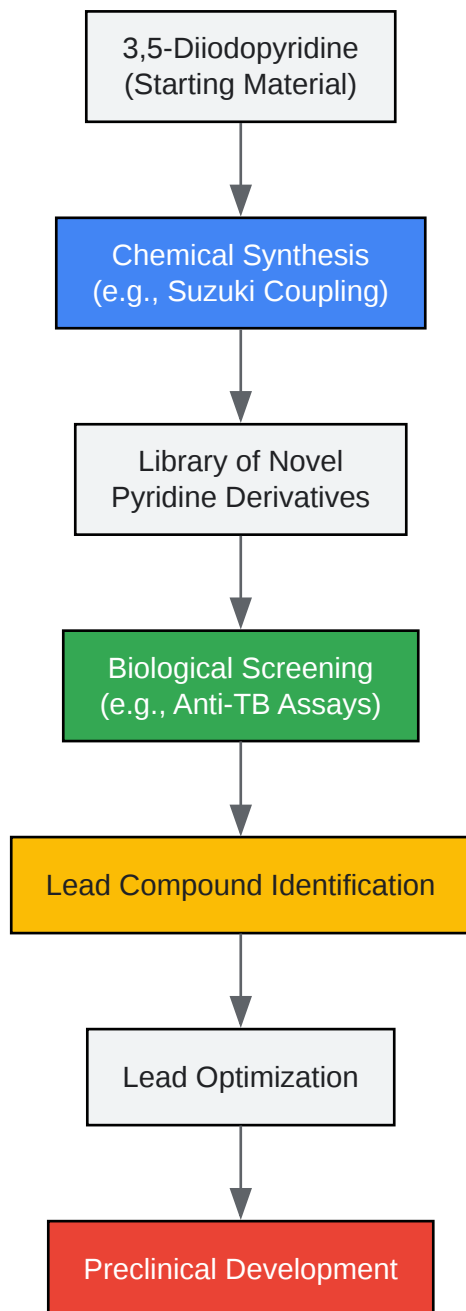 3,5-Diiodopyridine
(Starting Material)
Chemical Synthesis
(e.g., Suzuki Coupling)
Library of Novel
Pyridine Derivatives
Biological Screening
(e.g., Anti-TB Assays)
Lead Compound Identification
Lead Optimization
Preclinical Development